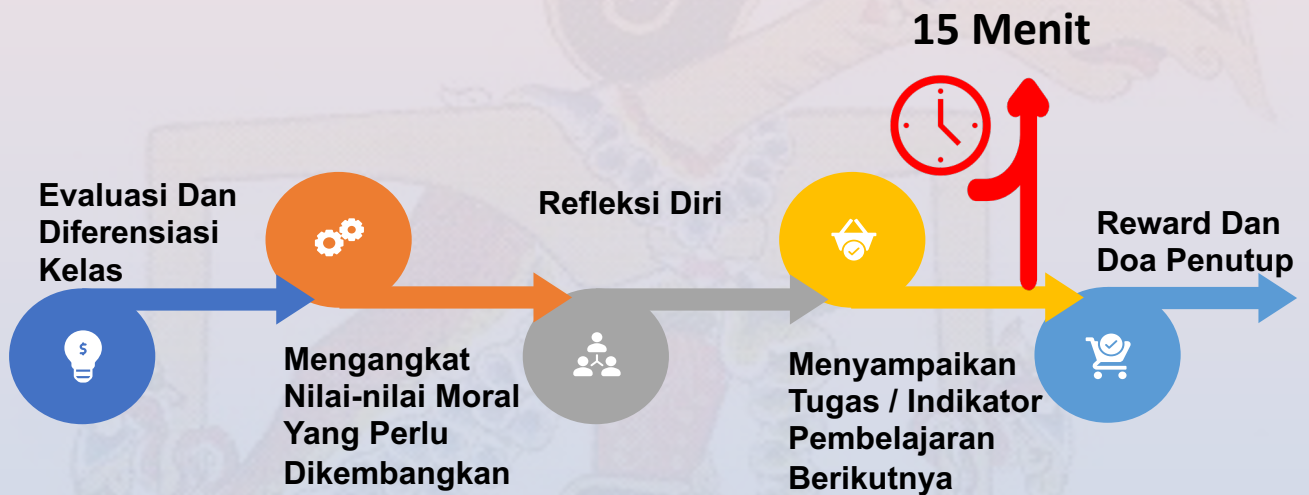 15 Menit
Evaluasi Dan
Diferensiasi
Kelas
Mengangkat
Nilai-nilai Moral
Yang Perlu
Dikembangkan
Refleksi Diri
Menyampaikan
Tugas / Indikator
Pembelajaran
Berikutnya
Reward Dan
Doa Penutup
$